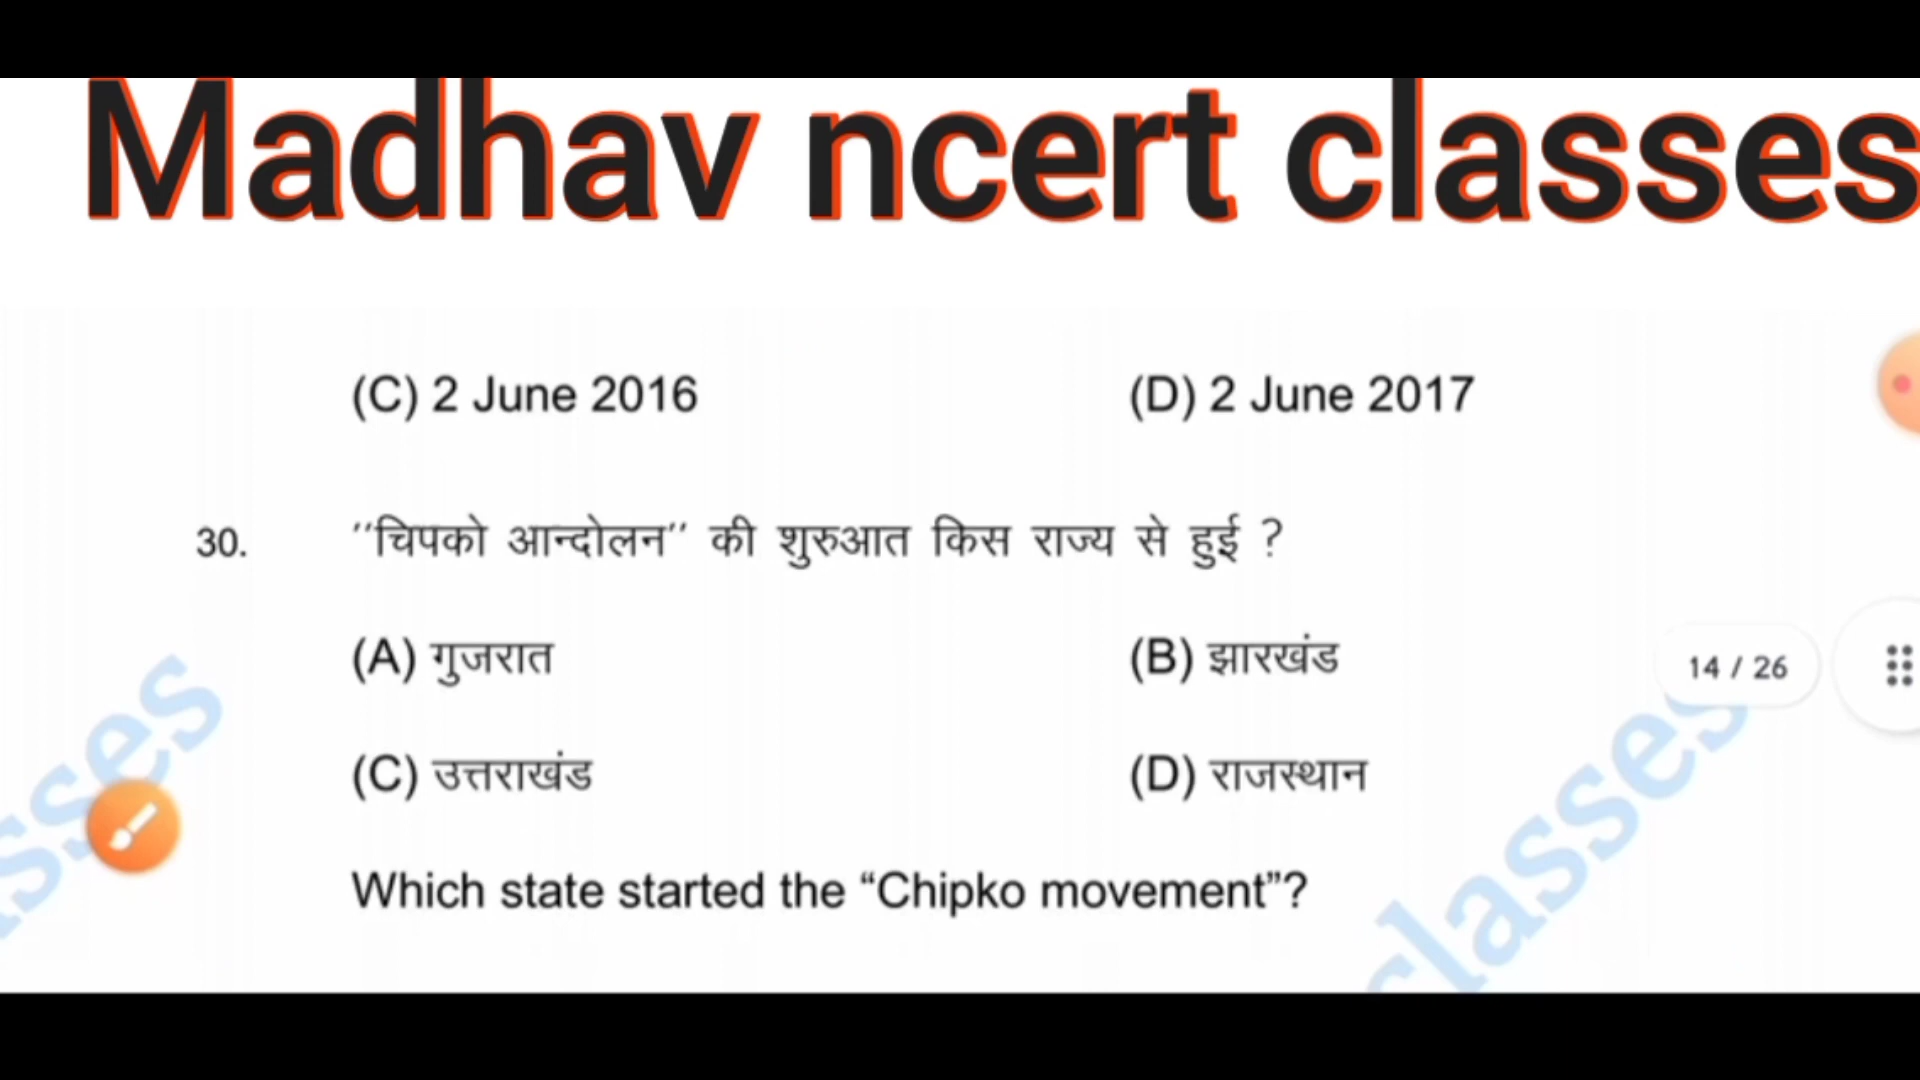 Madhav ncert classes
(C) 2 June 2016 (D) 2 June 2017
30. ''चिपको आन्दोलन'' की शुरुआत किस राज्य से हुई ?
(A) गुजरात (B) झारखंड
14 / 26
(C) उत्तराखंड (D) राजस्थान
Which state started the “Chipko movement”?
classes